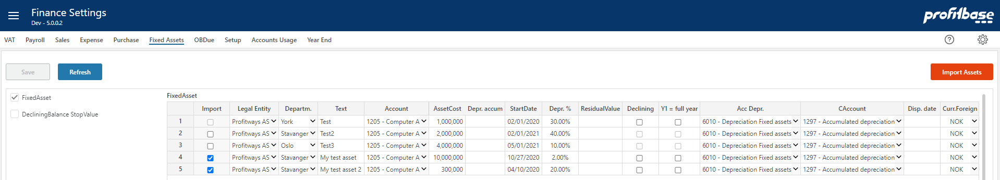 Finance Settings
Dev - 5.0.0.2
profitbase
VAT Payroll Sales Expense Purchase Fixed Assets OBDue Setup Accounts Usage Year End
Save Refresh Import Assets
FixedAsset
DecliningBalance StopValue
FixedAsset
Import Legal Entity Departm. Text Account AssetCost Depr. accum StartDate Depr. % ResidualValue Declining Y1 = full year Acc Depr. CAccount Disp. date Curr.Foreign
1 Profitways AS York Test 1205 - Computer A 1,000,000 02/01/2020 30.00% 6010 - Depreciation Fixed assets 1297 - Accumulated depreciation NOK
2 Profitways AS Stavanger Test2 1205 - Computer A 2,000,000 02/01/2021 40.00% 6010 - Depreciation Fixed assets 1297 - Accumulated depreciation NOK
3 Profitways AS Oslo Test3 1205 - Computer A 4,000,000 05/01/2021 10.00% 6010 - Depreciation Fixed assets 1297 - Accumulated depreciation NOK
4 Profitways AS Stavanger My test asset 1205 - Computer A 10,000,000 10/27/2020 2.00% 6010 - Depreciation Fixed assets 1297 - Accumulated depreciation NOK
5 Profitways AS Stavanger My test asset 2 1205 - Computer A 300,000 04/10/2020 20.00% 6010 - Depreciation Fixed assets 1297 - Accumulated depreciation NOK